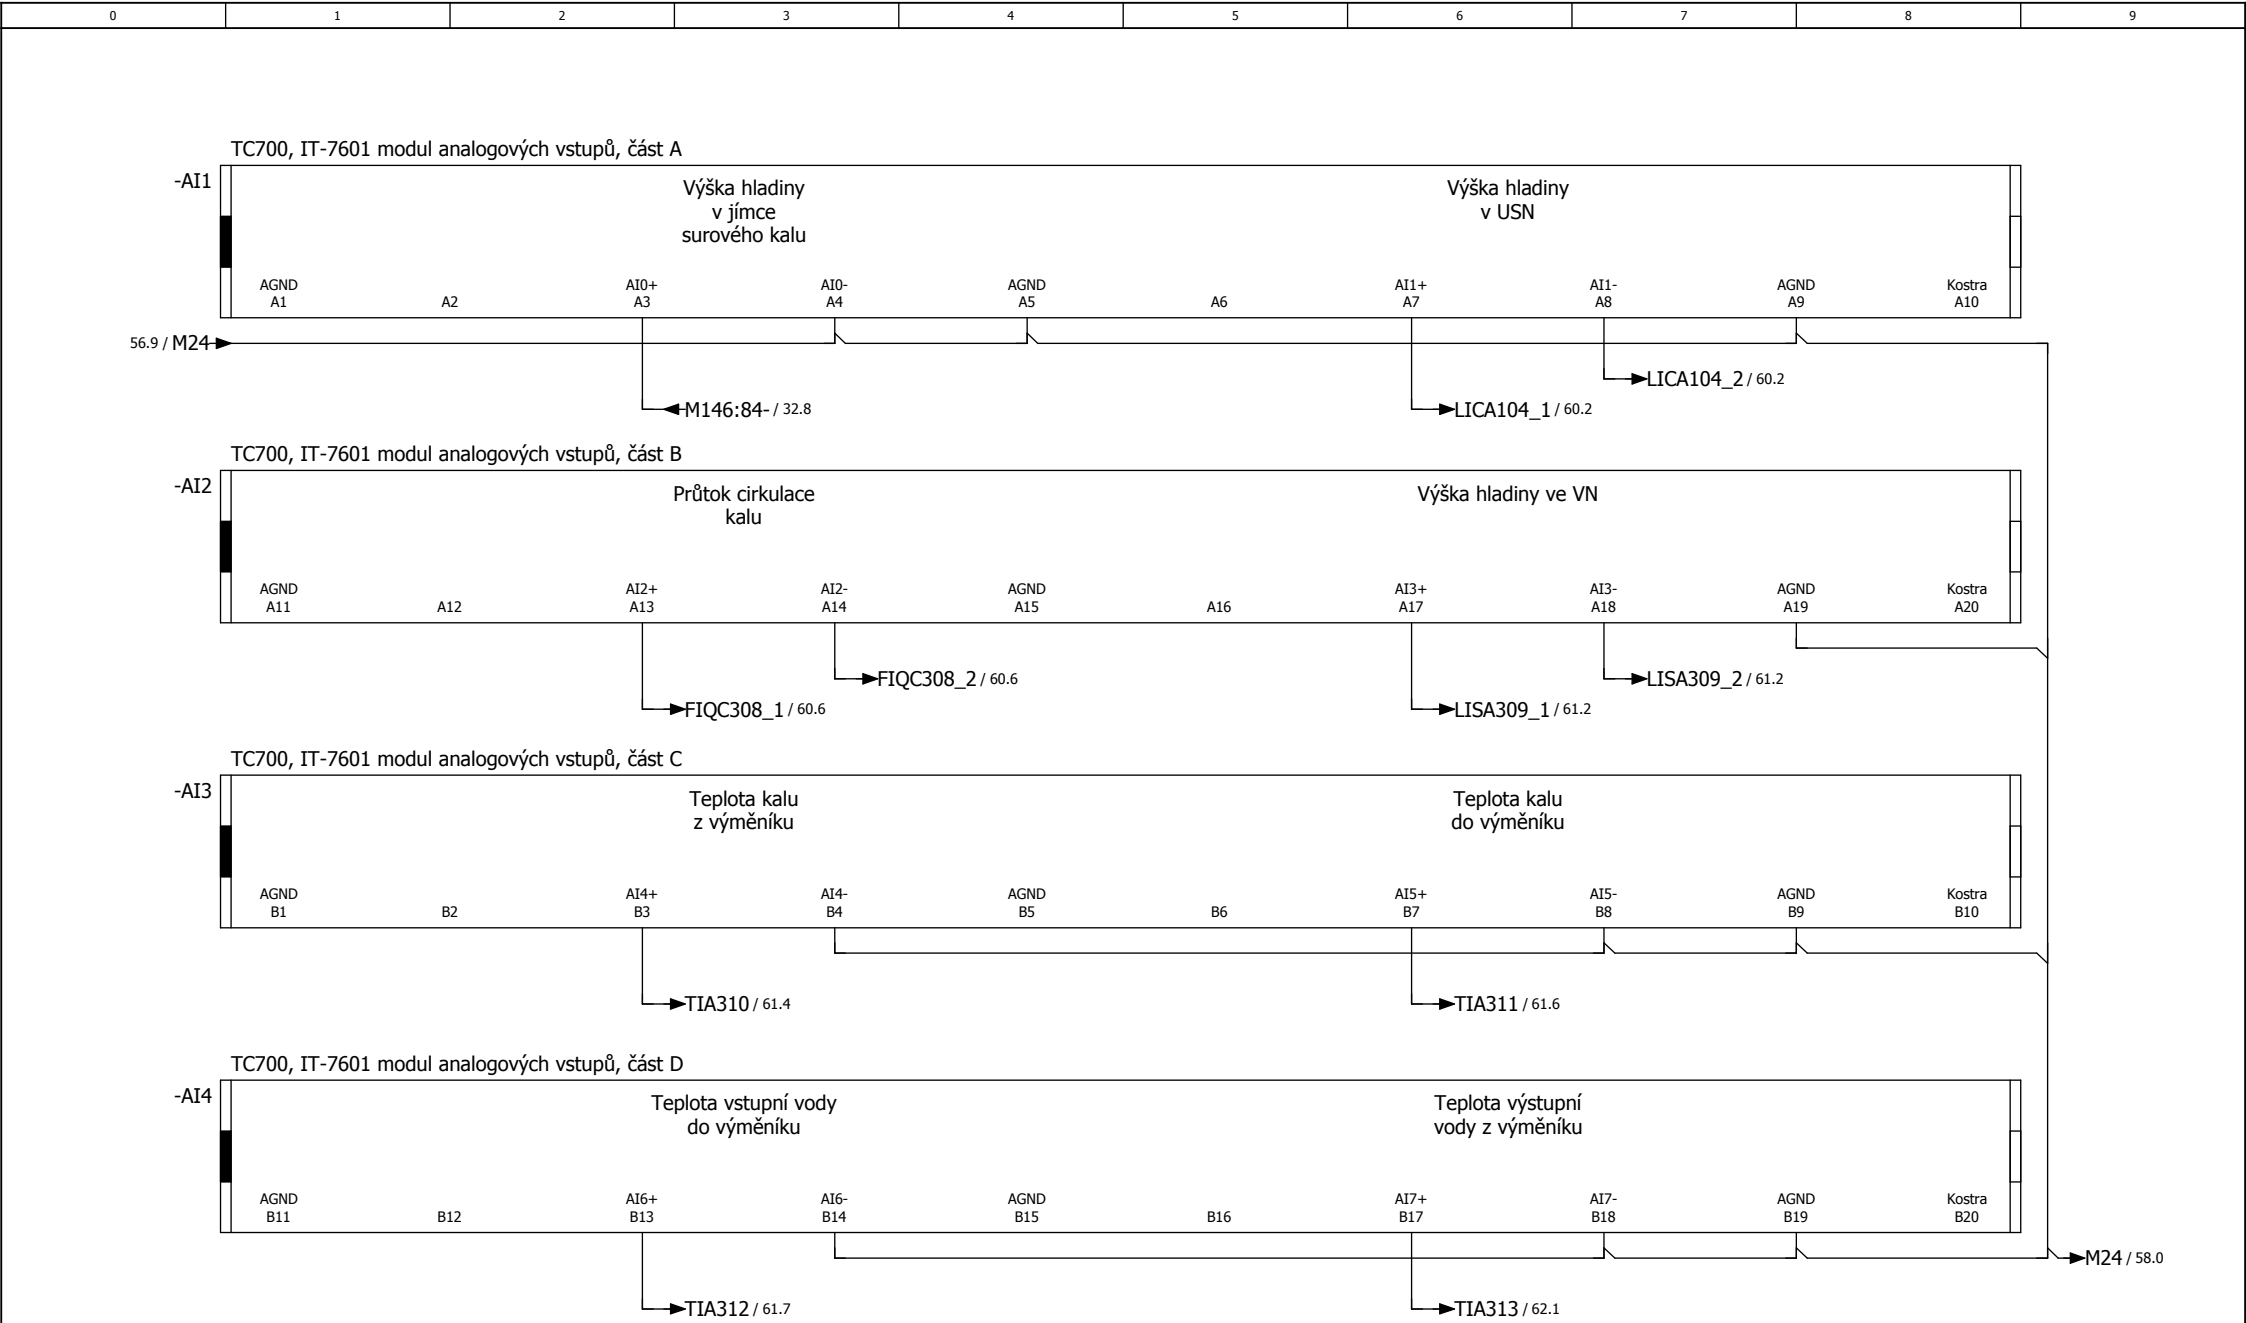 0 1 2 3 4 5 6 7 8 9
TC700, IT-7601 modul analogových vstupů, část A
-AI1
Výška hladiny
v jímce
surového kalu
Výška hladiny
v USN
AGND AI0+ AI0- AGND AI1+ AI1- AGND Kostra
A1 A2 A3 A4 A5 A6 A7 A8 A9 A10
56.9 / M24
LICA104_2 / 60.2
M146:84- / 32.8
LICA104_1 / 60.2
TC700, IT-7601 modul analogových vstupů, část B
-AI2
Průtok cirkulace
kalu
Výška hladiny ve VN
AGND AI2+ AI2- AGND AI3+ AI3- AGND Kostra
A11 A12 A13 A14 A15 A16 A17 A18 A19 A20
FIQC308_2 / 60.6
LISA309_2 / 61.2
FIQC308_1 / 60.6
LISA309_1 / 61.2
TC700, IT-7601 modul analogových vstupů, část C
-AI3
Teplota kalu
z výměníku
Teplota kalu
do výměníku
AGND AI4+ AI4- AGND AI5+ AI5- AGND Kostra
B1 B2 B3 B4 B5 B6 B7 B8 B9 B10
TIA310 / 61.4
TIA311 / 61.6
TC700, IT-7601 modul analogových vstupů, část D
-AI4
Teplota vstupní vody
do výměníku
Teplota výstupní
vody z výměníku
AGND AI6+ AI6- AGND AI7+ AI7- AGND Kostra
B11 B12 B13 B14 B15 B16 B17 B18 B19 B20
M24 / 58.0
TIA312 / 61.7
TIA313 / 62.1